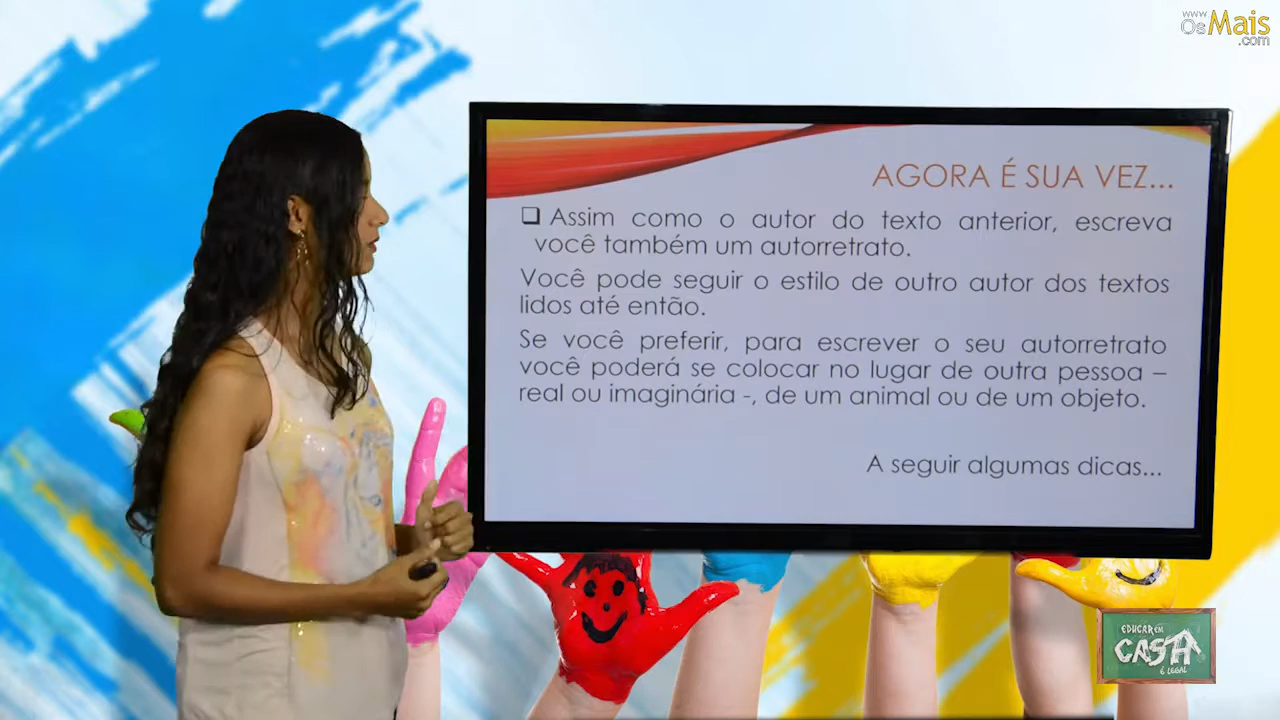 www
OsMais
.com
AGORA É SUA VEZ...
Assim como o autor do texto anterior, escreva
você também um autorretrato.
Você pode seguir o estilo de outro autor dos textos
lidos até então.
Se você preferir, para escrever o seu autorretrato
você poderá se colocar no lugar de outra pessoa –
real ou imaginária -, de um animal ou de um objeto.
A seguir algumas dicas...
EDUCAR EM
CASA
É LEGAL